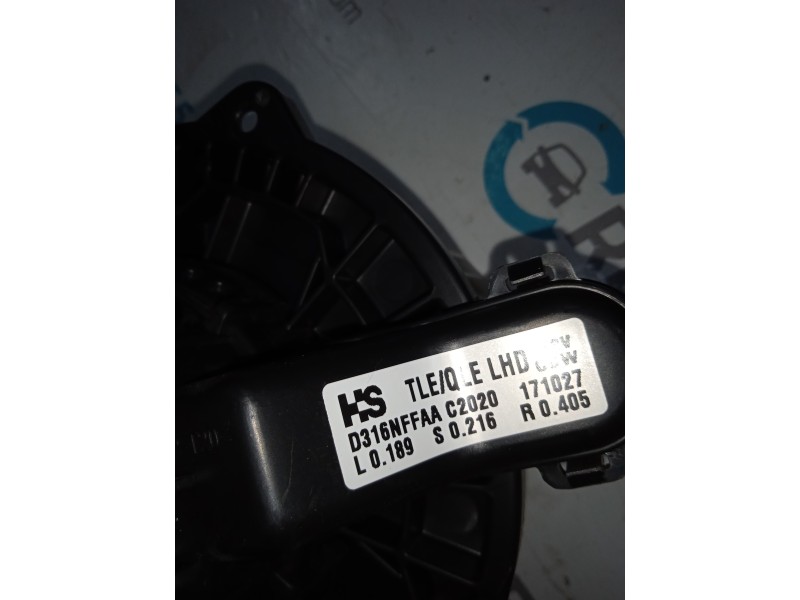 HS TLE/QLE LHD
D316NFFAA C2020 171027
L 0.189 S 0.216 R 0.405